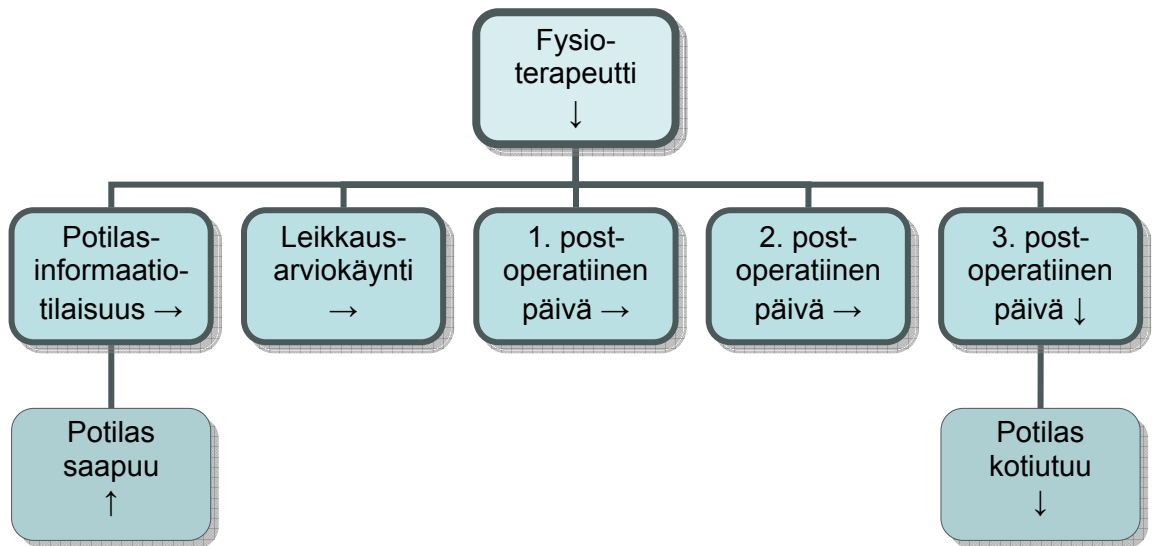 Fysio-
terapeutti
↓
Potilas-
informaatio-
tilaisuus →
Leikkaus-
arviokäynti
→
1. post-
operatiinen
päivä →
2. post-
operatiinen
päivä →
3. post-
operatiinen
päivä ↓
Potilas
saapuu
↑
Potilas
kotiutuu
↓